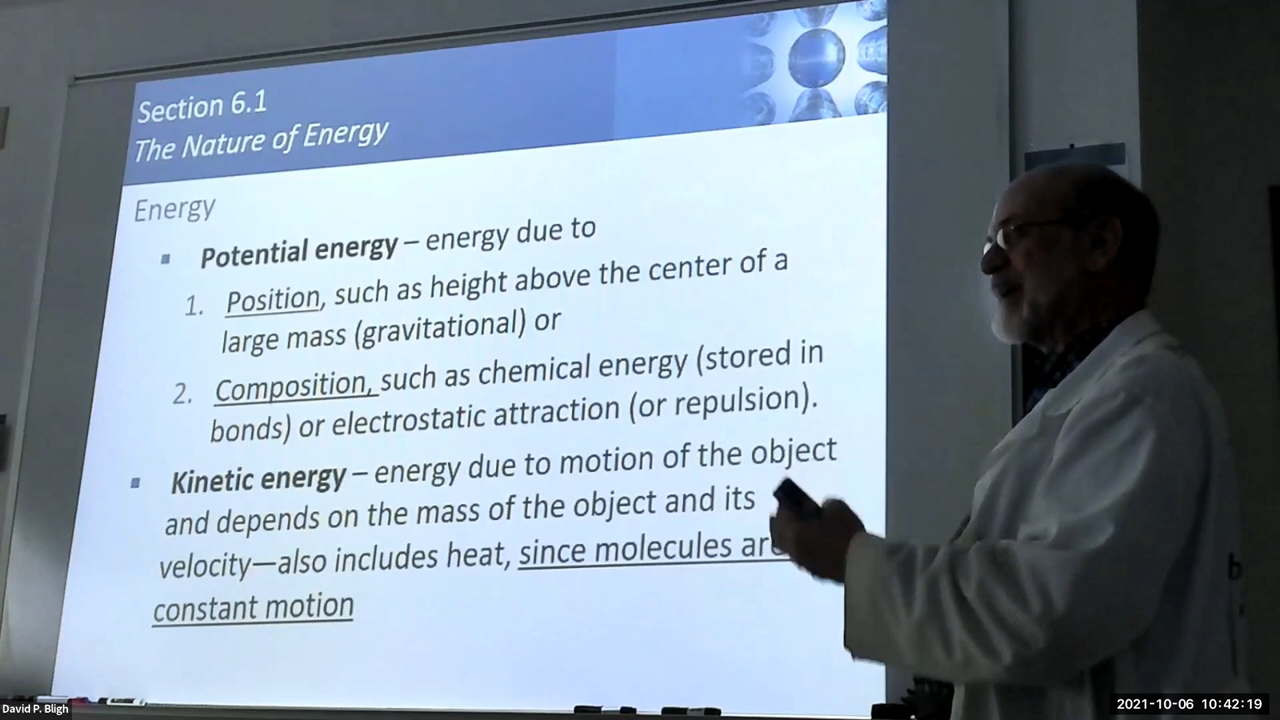 Section 6.1
The Nature of Energy
Energy
▪ Potential energy – energy due to
1. Position, such as height above the center of a
large mass (gravitational) or
2. Composition, such as chemical energy (stored in
bonds) or electrostatic attraction (or repulsion).
▪ Kinetic energy – energy due to motion of the object
and depends on the mass of the object and its
velocity—also includes heat, since molecules
constant motion
b
David P. Bligh
2021-10-06 10:42:19